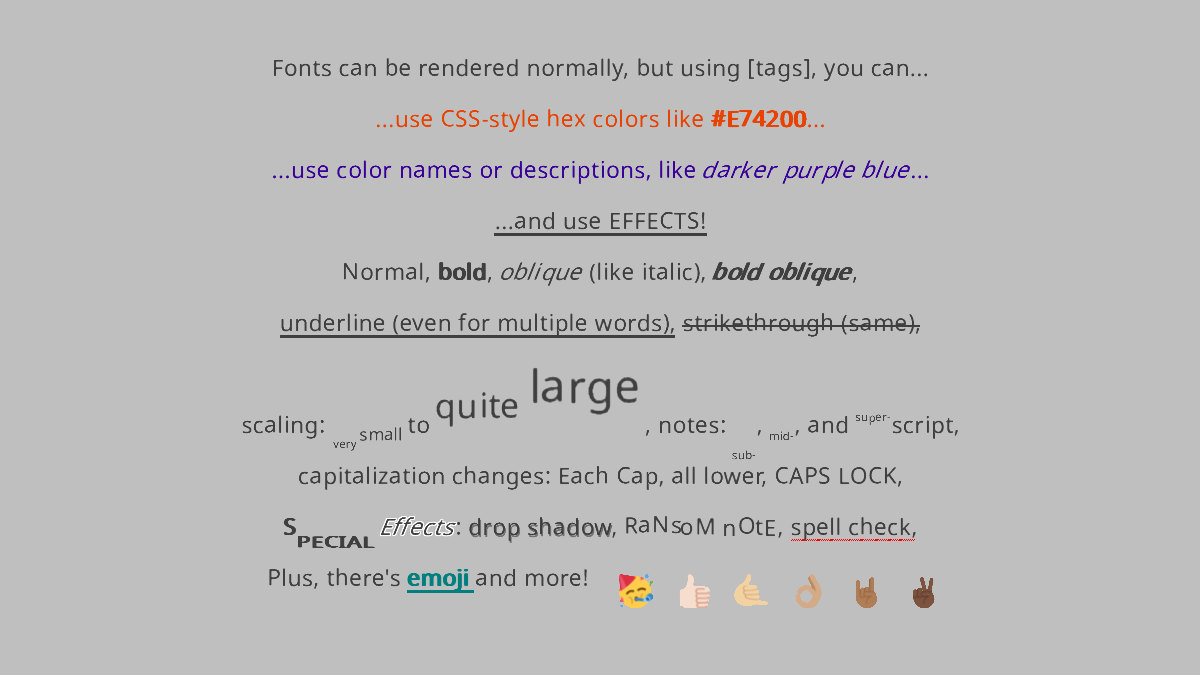 Fonts can be rendered normally, but using [tags], you can...
...use CSS-style hex colors like #E74200...
...use color names or descriptions, like darker purple blue...
...and use EFFECTS!
Normal, bold, oblique (like italic), bold oblique,
underline (even for multiple words), strikethrough (same),
scaling: very small to quite large, notes: sub-, mid-, and super-script,
capitalization changes: Each Cap, all lower, CAPS LOCK,
SPECIAL Effects: drop shadow, RaNsoM nOtE, spell check,
Plus, there's emoji and more! 🥳 👍🏻 🤙🏼 👌🏽 🤘🏾 ✌🏿